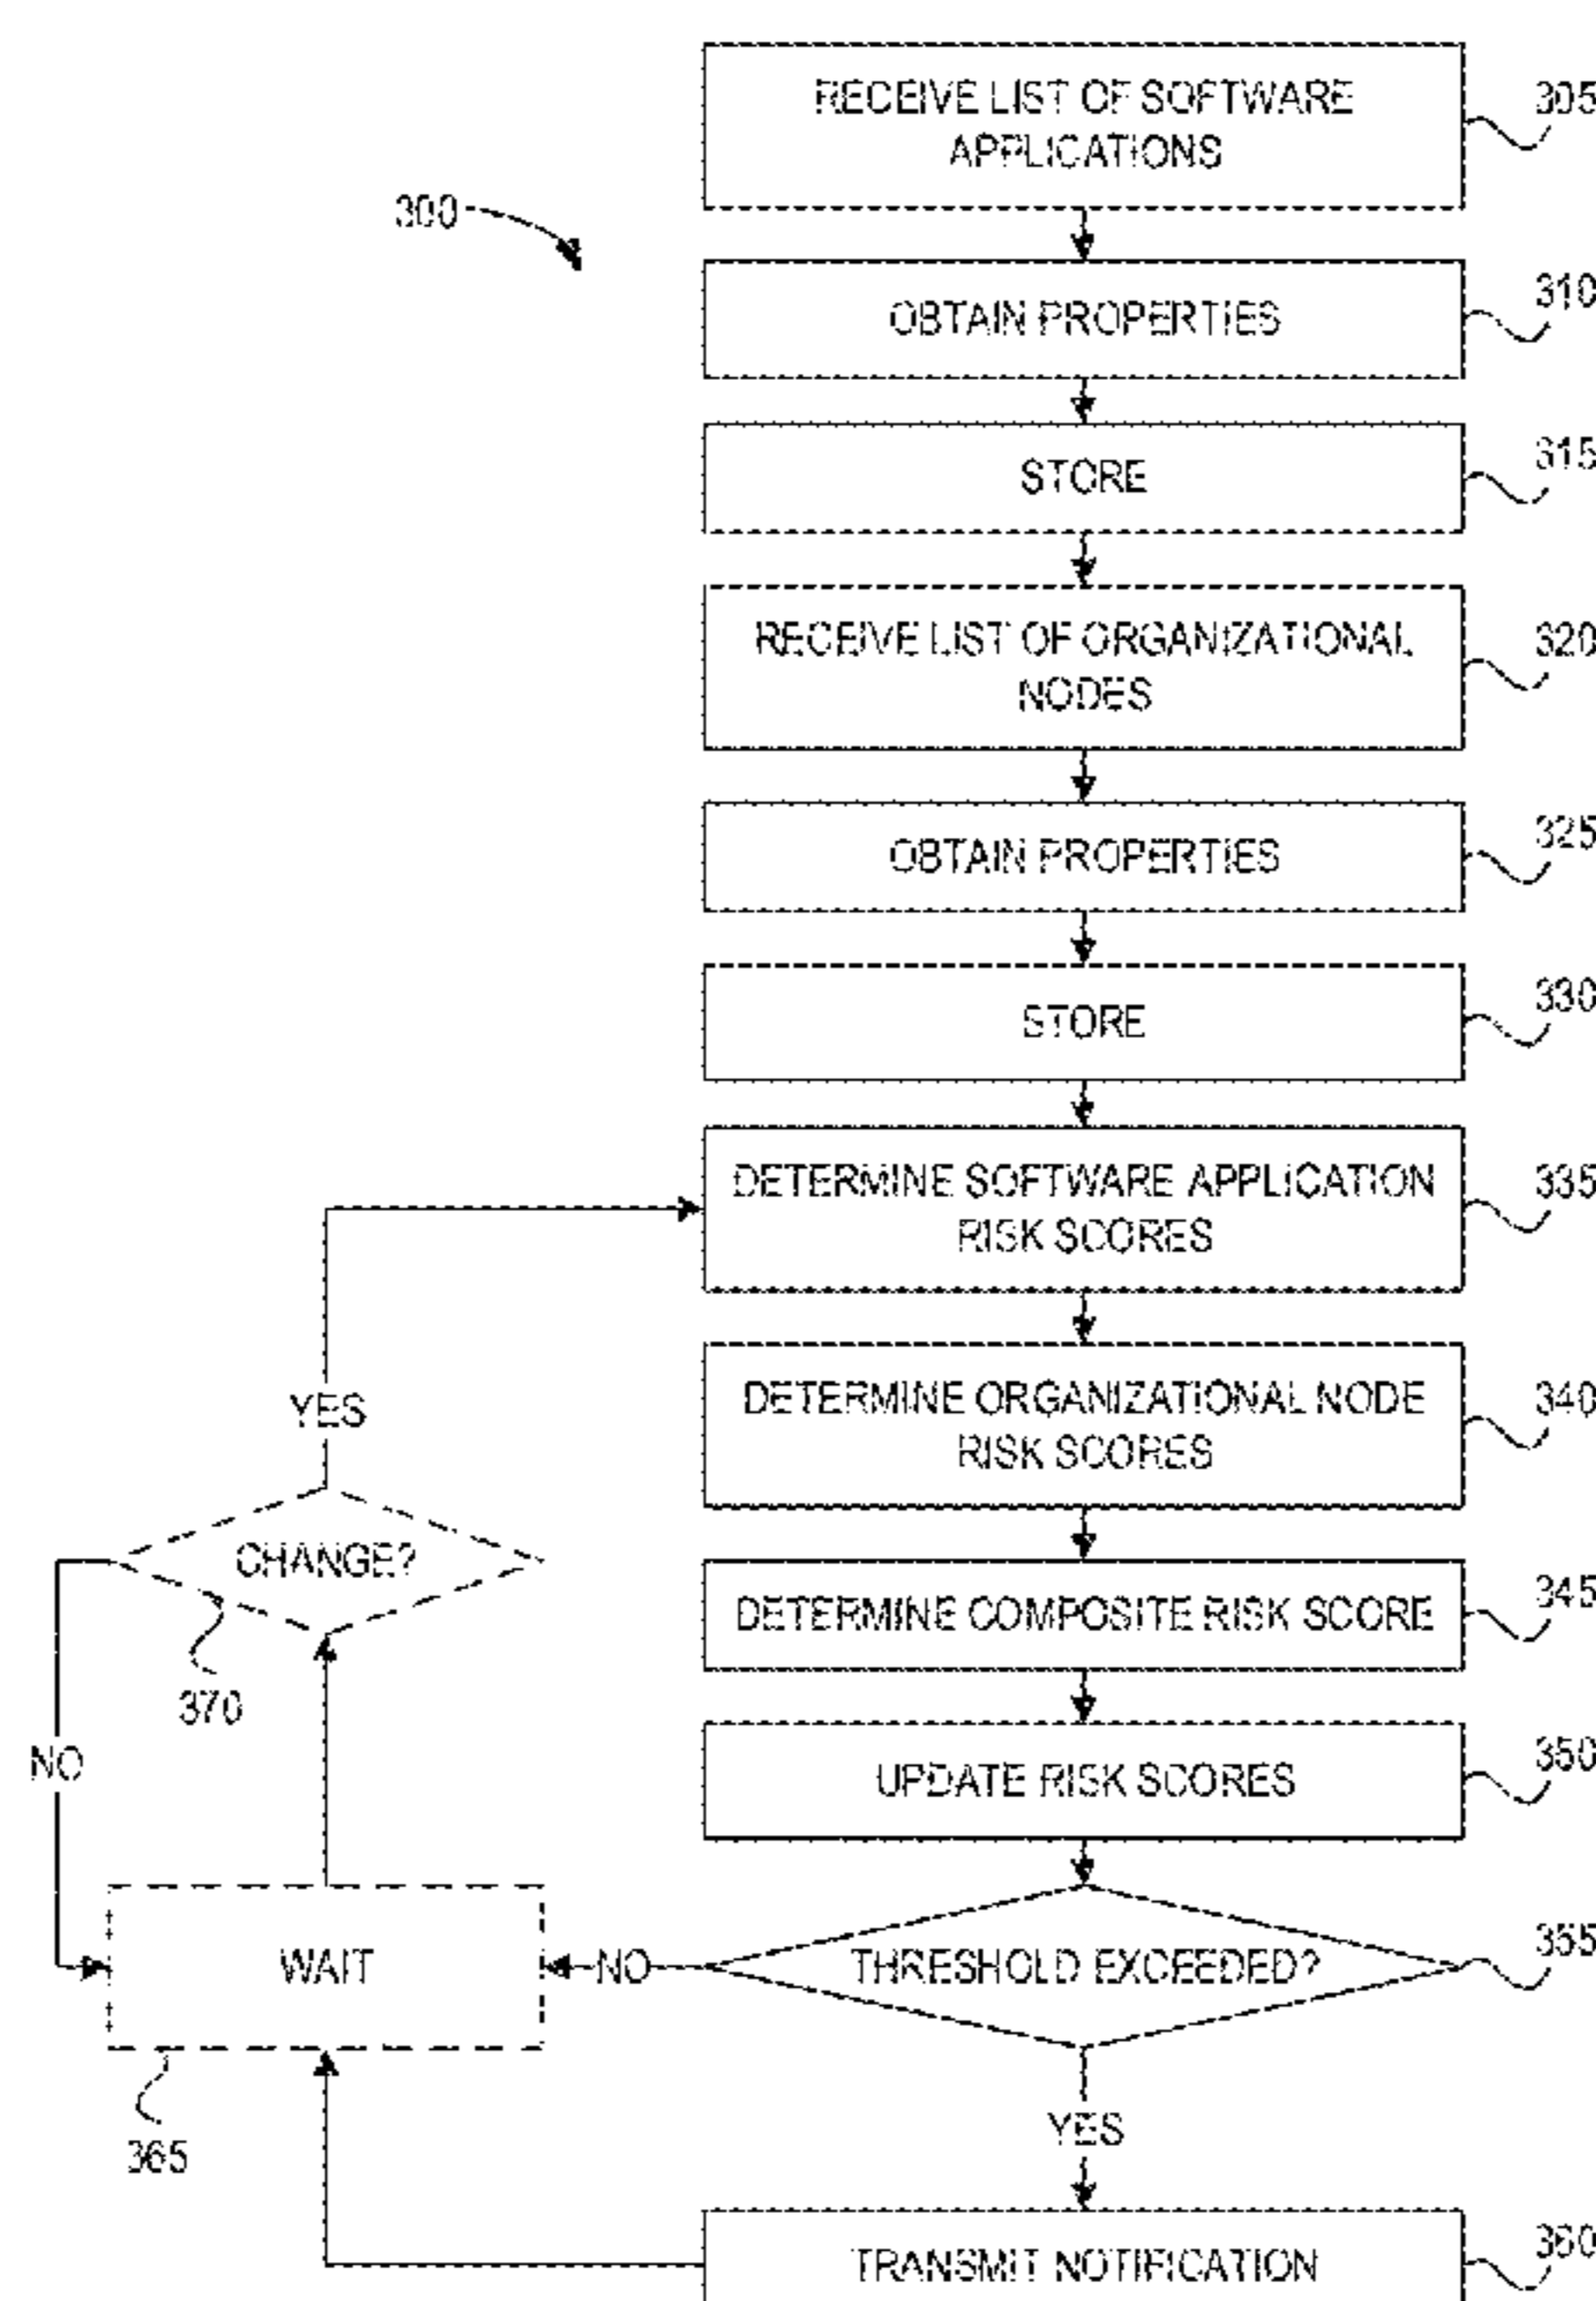 RECEIVE LIST OF SOFTWARE
APPLICATIONS
305
300
OBTAIN PROPERTIES
310
STORE
315
RECEIVE LIST OF ORGANIZATIONAL
NODES
320
OBTAIN PROPERTIES
325
STORE
330
DETERMINE SOFTWARE APPLICATION
RISK SCORES
335
DETERMINE ORGANIZATIONAL NODE
RISK SCORES
340
YES
CHANGE?
370
NO
DETERMINE COMPOSITE RISK SCORE
345
UPDATE RISK SCORES
350
WAIT
365
NO
THRESHOLD EXCEEDED?
355
YES
TRANSMIT NOTIFICATION
360